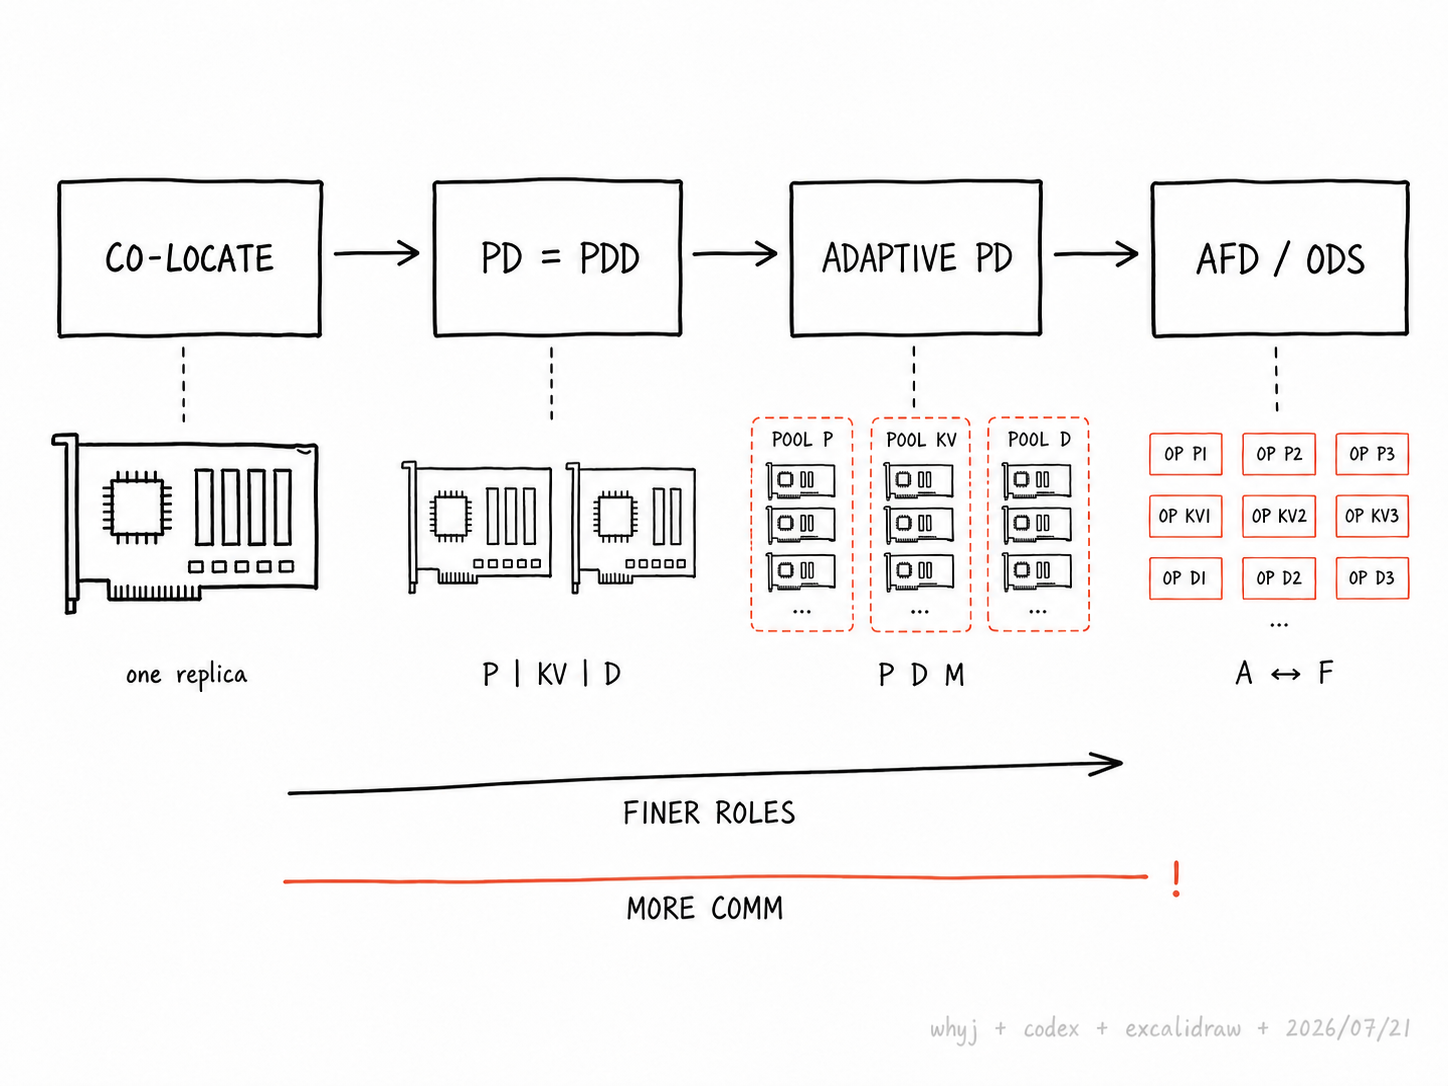 CO-LOCATE
PD = PDD
ADAPTIVE PD
AFD / ODS
POOL P
POOL KV
POOL D
...
...
...
OP P1
OP P2
OP P3
OP KV1
OP KV2
OP KV3
OP D1
OP D2
OP D3
...
one replica
P | KV | D
P D M
A ↔ F
FINER ROLES
MORE COMM
!
whyj + codex + excalidraw + 2026/07/21